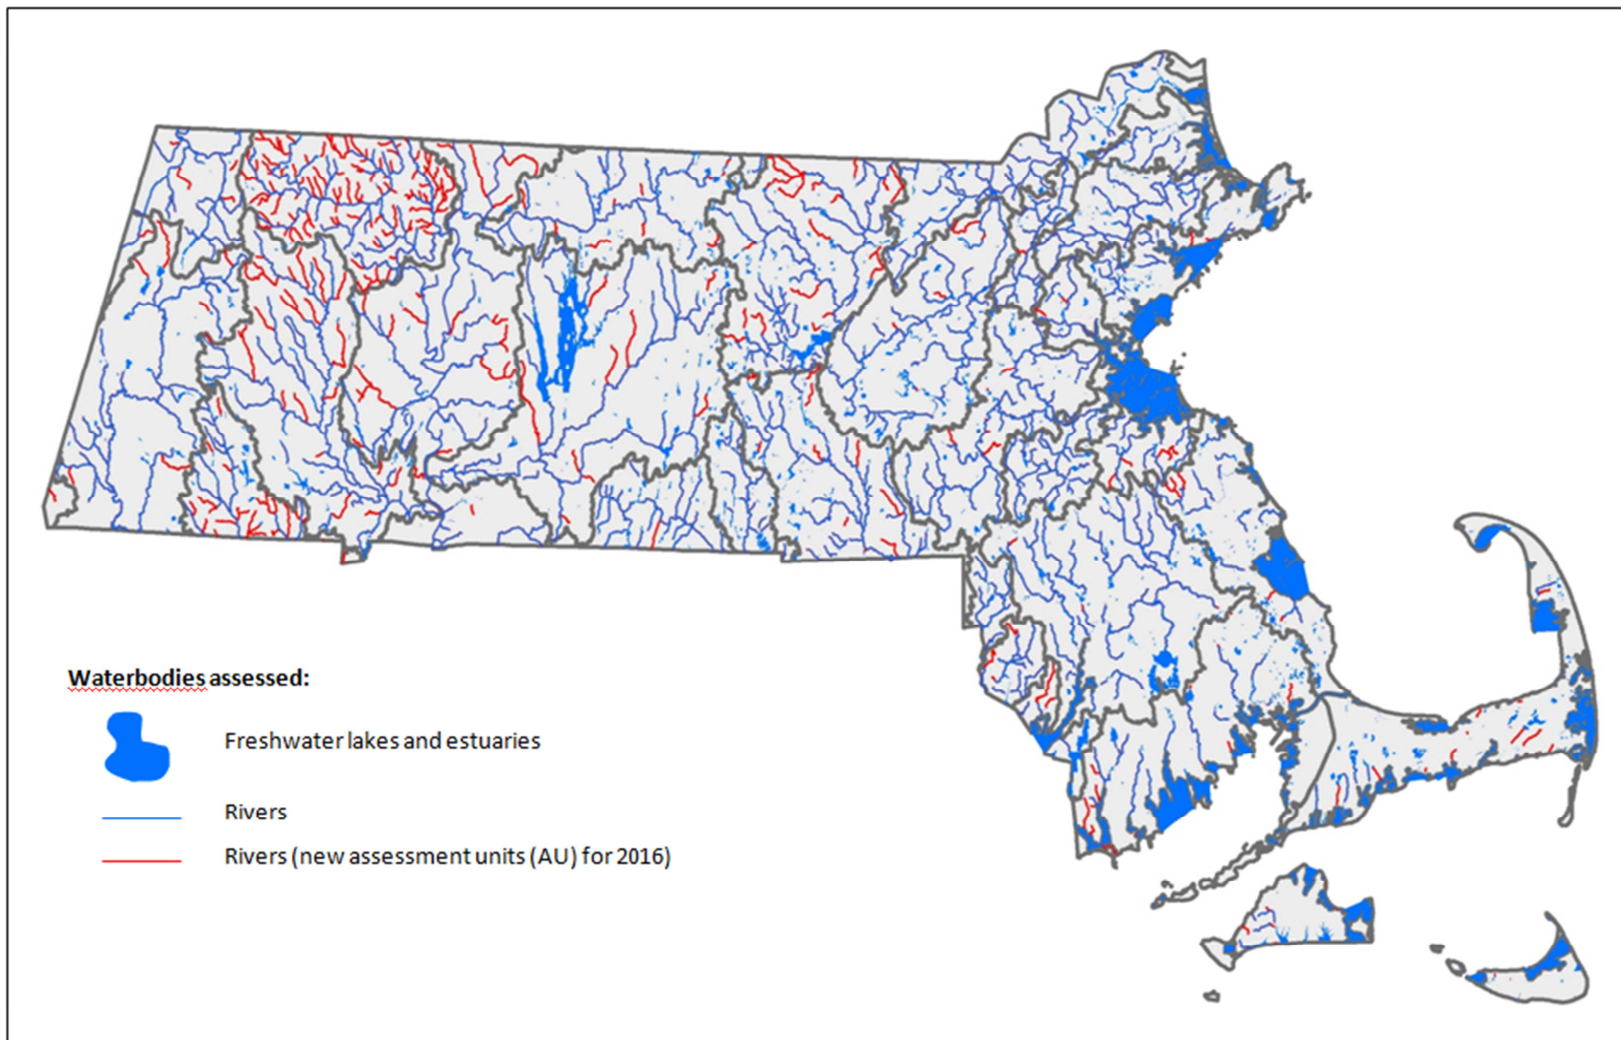 Waterbodies assessed:
Freshwater lakes and estuaries
Rivers
Rivers (new assessment units (AU) for 2016)